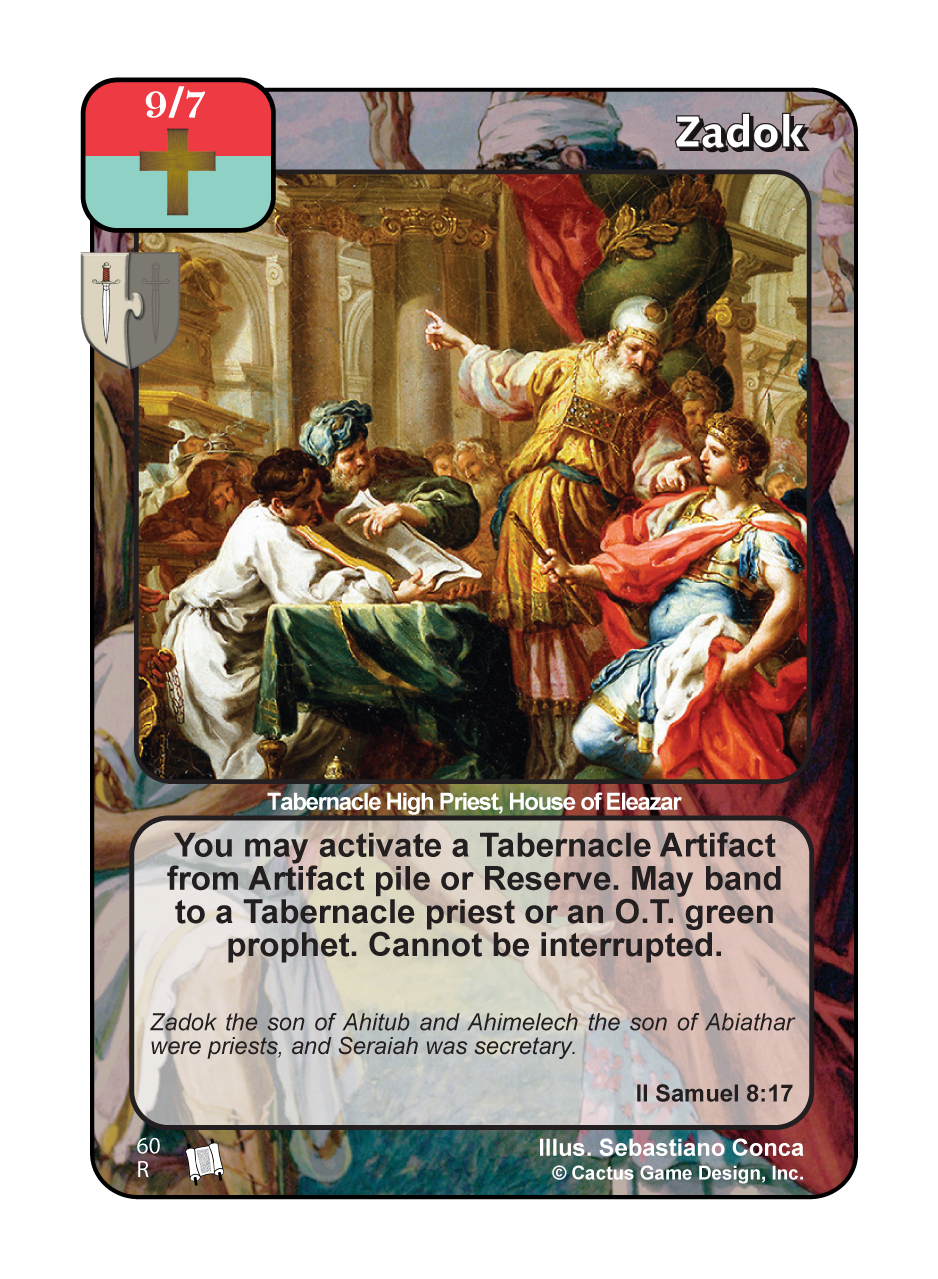 9/7
Zadok
Tabernacle High Priest, House of Eleazar
You may activate a Tabernacle Artifact
from Artifact pile or Reserve. May band
to a Tabernacle priest or an O.T. green
prophet. Cannot be interrupted.
Zadok the son of Ahitub and Ahimelech the son of Abiathar
were priests, and Seraiah was secretary.
II Samuel 8:17
60
R
Illus. Sebastiano Conca
© Cactus Game Design, Inc.